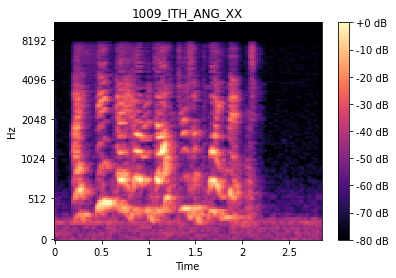 1009_ITH_ANG_XX
+0 dB
8192
-10 dB
4096
-20 dB
-30 dB
2048
Hz
-40 dB
1024
-50 dB
512
-60 dB
-70 dB
0
-80 dB
0 0.5 1 1.5 2 2.5
Time